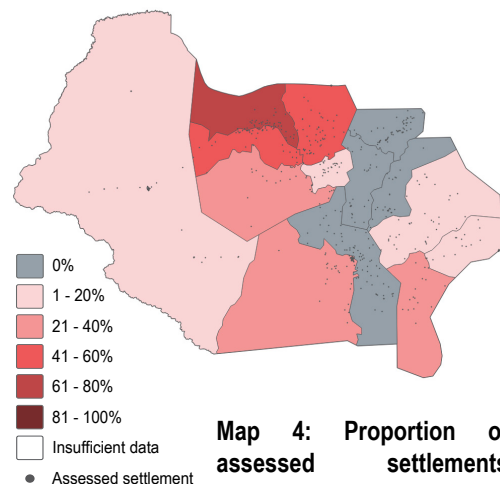 0%
1 - 20%
21 - 40%
41 - 60%
61 - 80%
81 - 100%
Insufficient data
Assessed settlement
Map 4: Proportion o
assessed settlements